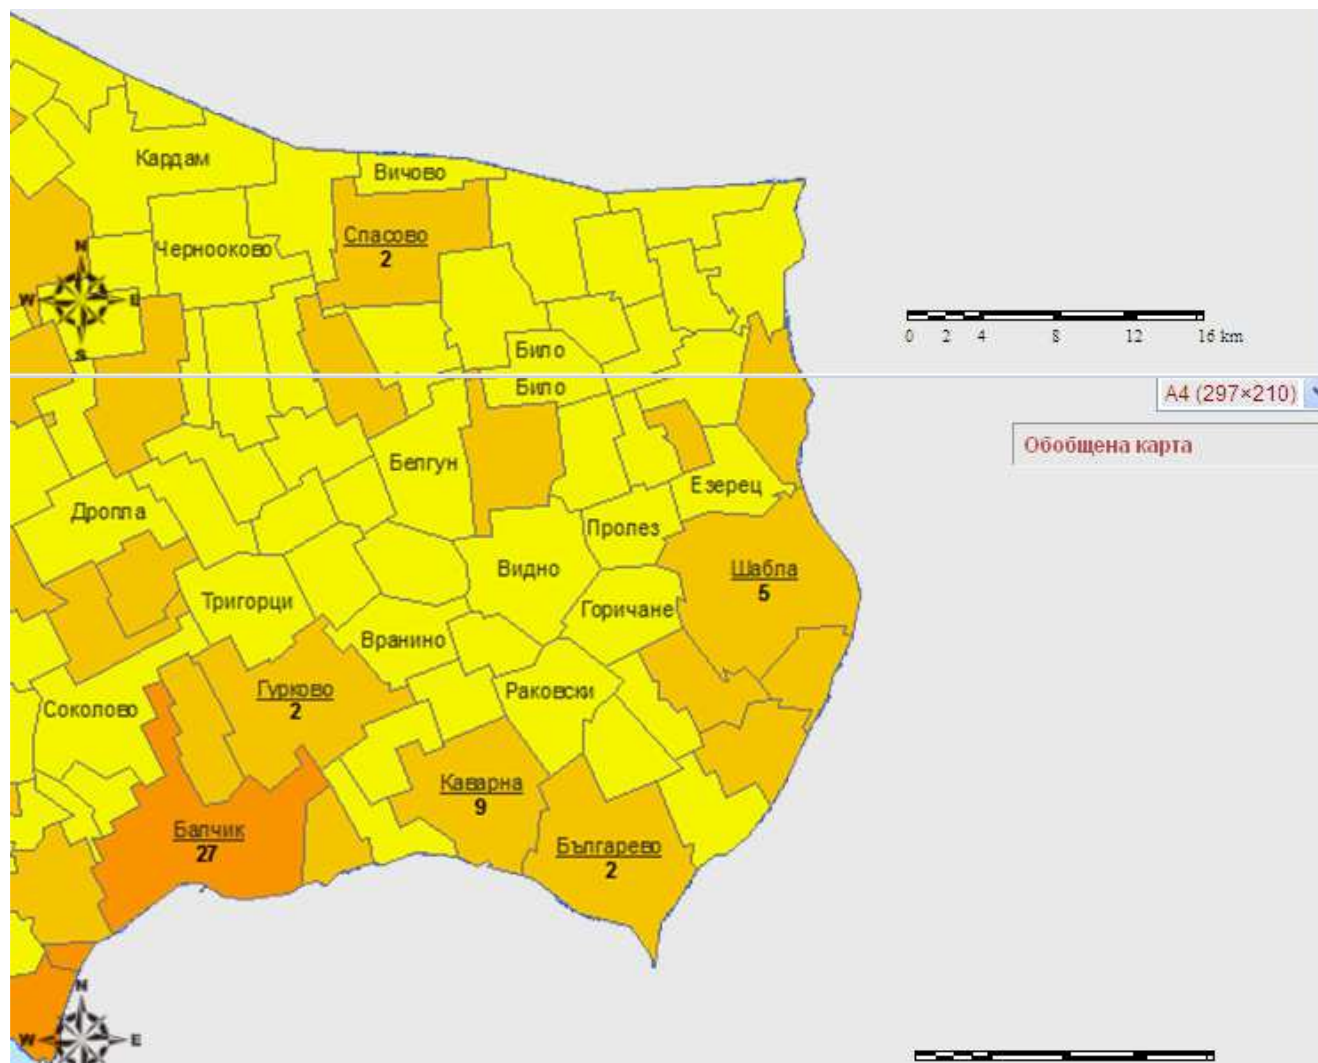 Кардам
Вичово
Спасово
2
Чернооково
N
W
E
S
0 2 4 8 12 16 km
Било
Било
A4 (297×210)
Обобщена карта
Белгун
Езерец
Дропла
Пролез
Видно
Шабла
5
Тригорци
Горичане
Вранино
Гурково
2
Раковски
Соколово
Каварна
9
Балчик
27
Българево
2
N
W
E